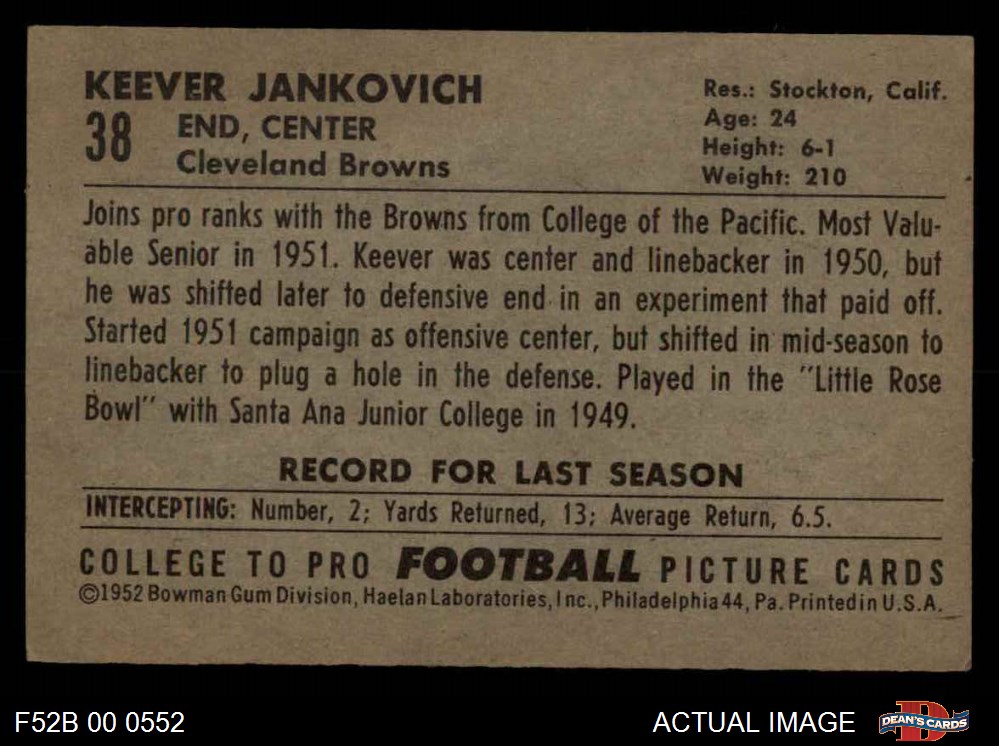 KEEVER JANKOVICH
38
END, CENTER
Cleveland Browns
Res.: Stockton, Calif.
Age: 24
Height: 6-1
Weight: 210
Joins pro ranks with the Browns from College of the Pacific. Most Valu-
able Senior in 1951. Keever was center and linebacker in 1950, but
he was shifted later to defensive end in an experiment that paid off.
Started 1951 campaign as offensive center, but shifted in mid-season to
linebacker to plug a hole in the defense. Played in the "Little Rose
Bowl" with Santa Ana Junior College in 1949.
RECORD FOR LAST SEASON
INTERCEPTING: Number, 2; Yards Returned, 13; Average Return, 6.5.
COLLEGE TO PRO FOOTBALL PICTURE CARDS
©1952 Bowman Gum Division, Haelan Laboratories, Inc., Philadelphia 44, Pa. Printed in U.S.A.
F52B 00 0552
ACTUAL IMAGE
D
DEAN'S CARDS